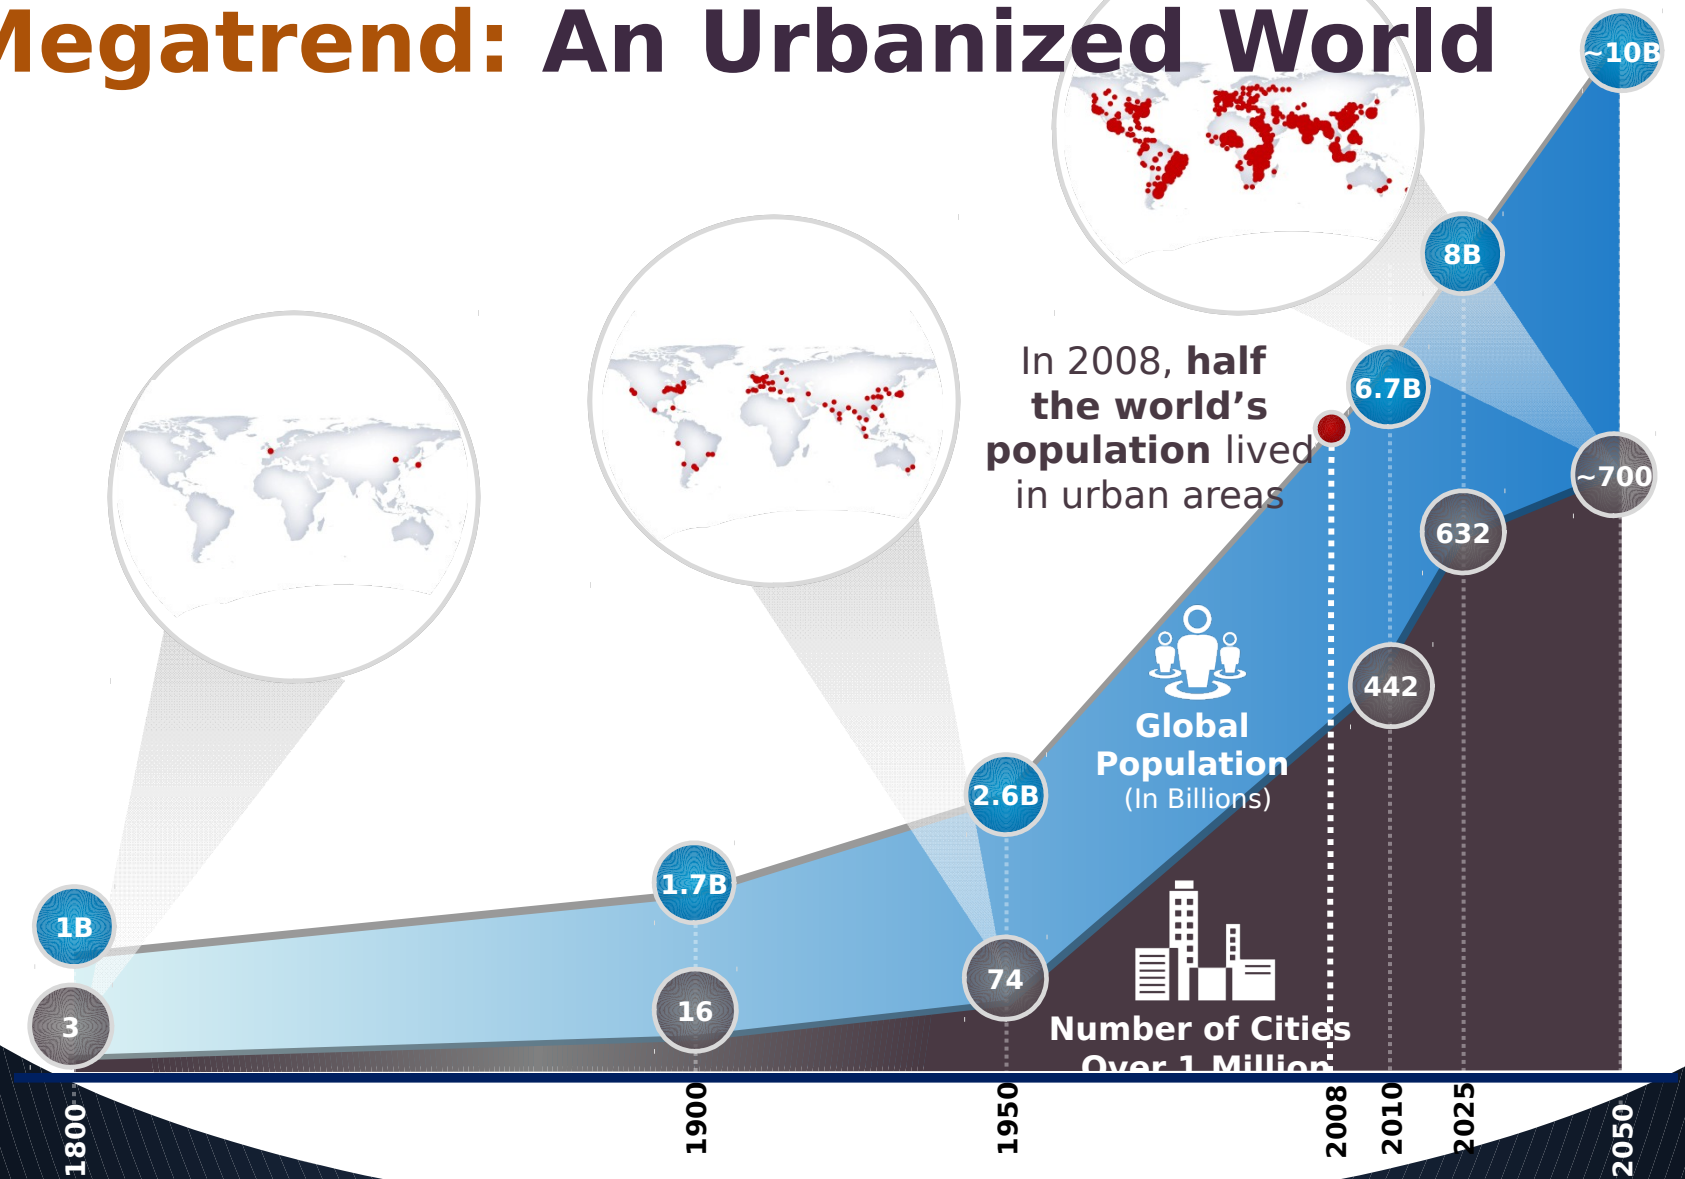 Megatrend: An Urbanized World
~10B
8B
In 2008, half
the world’s
population lived
in urban areas
6.7B
~700
632
442
Global
Population
(In Billions)
2.6B
1.7B
1B
74
16
3
Number of Cities
Over 1 Million
1800
1900
1950
2008
2010
2025
2050